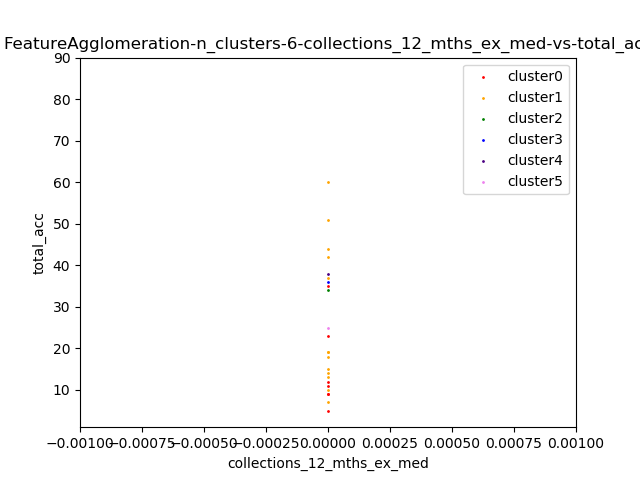 FeatureAgglomeration-n_clusters-6-collections_12_mths_ex_med-vs-total_ac
90
80
70
60
50
40
30
20
10
total_acc
cluster0
cluster1
cluster2
cluster3
cluster4
cluster5
−0.00100 −0.00075 −0.00050 −0.00025 0.00000 0.00025 0.00050 0.00075 0.00100
collections_12_mths_ex_med